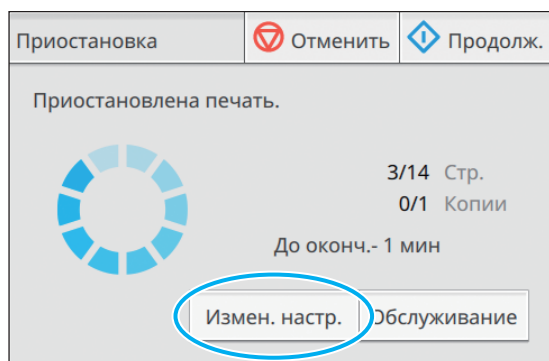 Приостановка Отменить Продолж.
Приостановлена печать.
3/14 Стр.
0/1 Копии
До оконч.- 1 мин
Измен. настр. Обслуживание